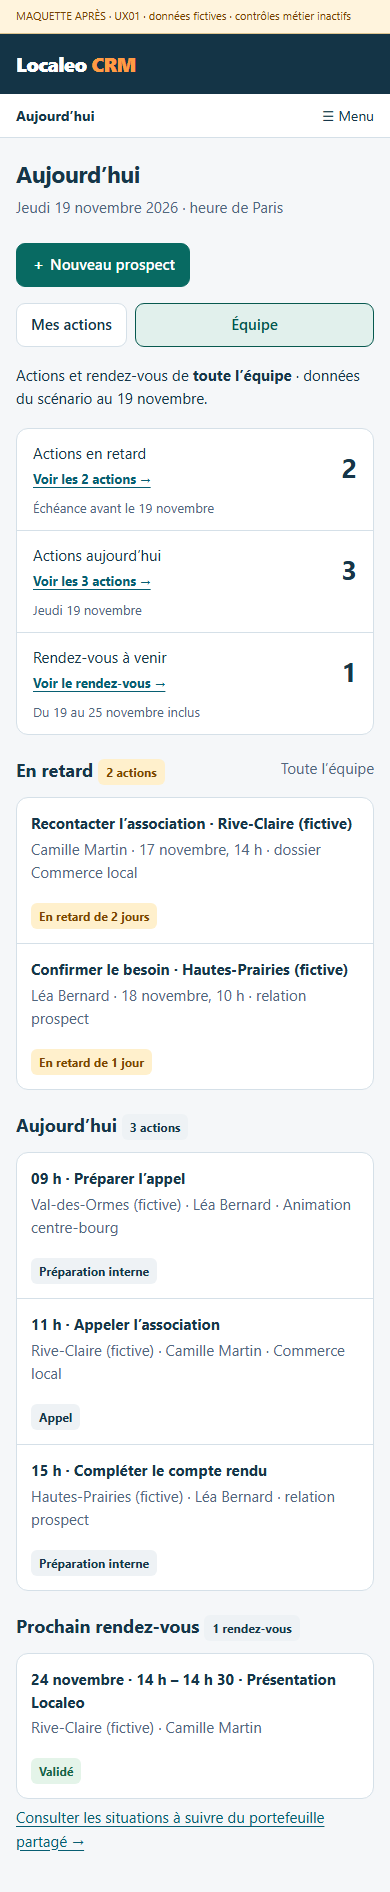 MAQUETTE APRÈS · UX01 · données fictives · contrôles métier inactifs
Localeo CRM
Aujourd’hui
☰ Menu
Aujourd’hui
Jeudi 19 novembre 2026 · heure de Paris
+ Nouveau prospect
Mes actions
Équipe
Actions et rendez-vous de toute l’équipe · données
du scénario au 19 novembre.
Actions en retard
2
Voir les 2 actions →
Échéance avant le 19 novembre
Actions aujourd’hui
3
Voir les 3 actions →
Jeudi 19 novembre
Rendez-vous à venir
1
Voir le rendez-vous →
Du 19 au 25 novembre inclus
En retard 2 actions
Toute l’équipe
Recontacter l’association · Rive-Claire (fictive)
Camille Martin · 17 novembre, 14 h · dossier
Commerce local
En retard de 2 jours
Confirmer le besoin · Hautes-Prairies (fictive)
Léa Bernard · 18 novembre, 10 h · relation
prospect
En retard de 1 jour
Aujourd’hui 3 actions
09 h · Préparer l’appel
Val-des-Ormes (fictive) · Léa Bernard · Animation
centre-bourg
Préparation interne
11 h · Appeler l’association
Rive-Claire (fictive) · Camille Martin · Commerce
local
Appel
15 h · Compléter le compte rendu
Hautes-Prairies (fictive) · Léa Bernard · relation
prospect
Préparation interne
Prochain rendez-vous 1 rendez-vous
24 novembre · 14 h – 14 h 30 · Présentation
Localeo
Rive-Claire (fictive) · Camille Martin
Validé
Consulter les situations à suivre du portefeuille
partagé →